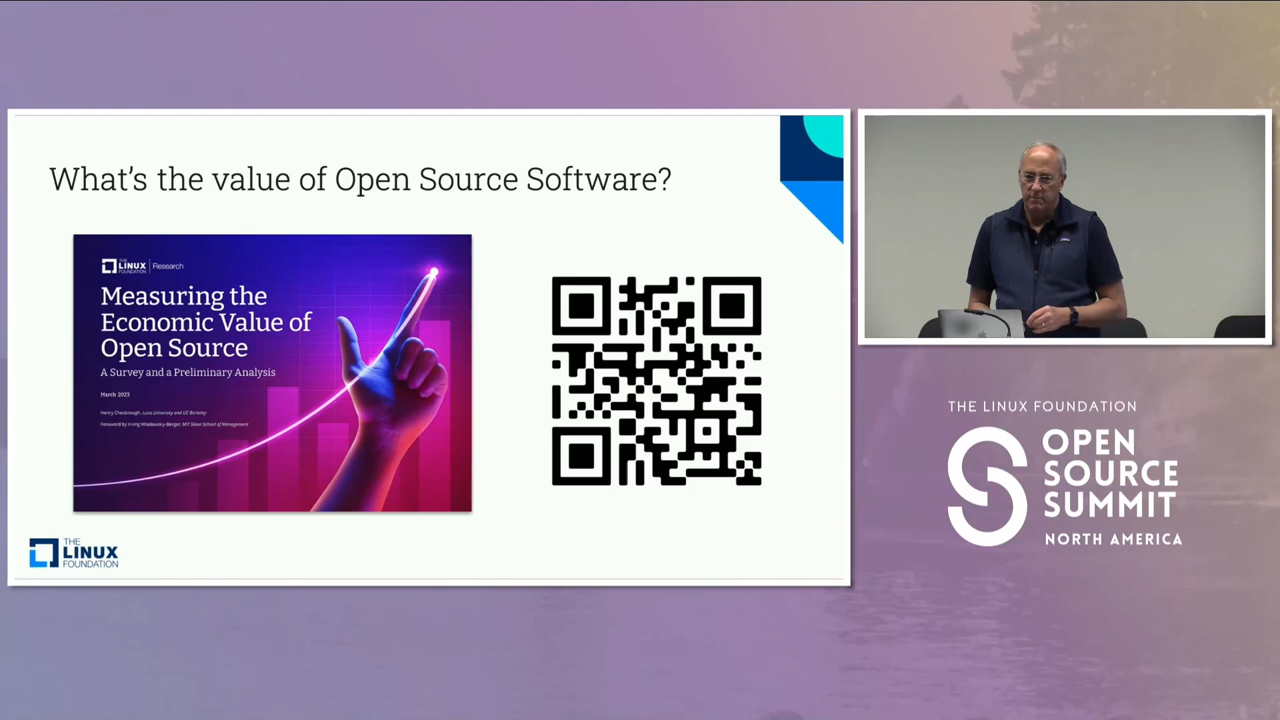 What's the value of Open Source Software?
THE
LINUX
FOUNDATION
Research
Measuring the
Economic Value of
Open Source
A Survey and a Preliminary Analysis
March 2023
Henry Chesbrough, Luiss University and UC Berkeley
Foreword by Irving Wladawsky-Berger, MIT Sloan School of Management
THE
LINUX
FOUNDATION
THE LINUX FOUNDATION
OPEN
SOURCE
SUMMIT
NORTH AMERICA